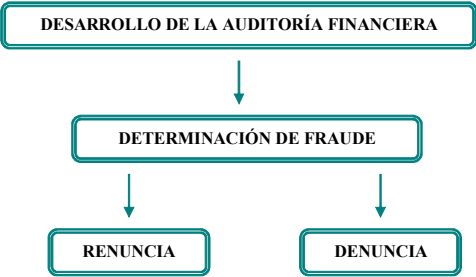 DESARROLLO DE LA AUDITORÍA FINANCIERA
DETERMINACIÓN DE FRAUDE
RENUNCIA
DENUNCIA